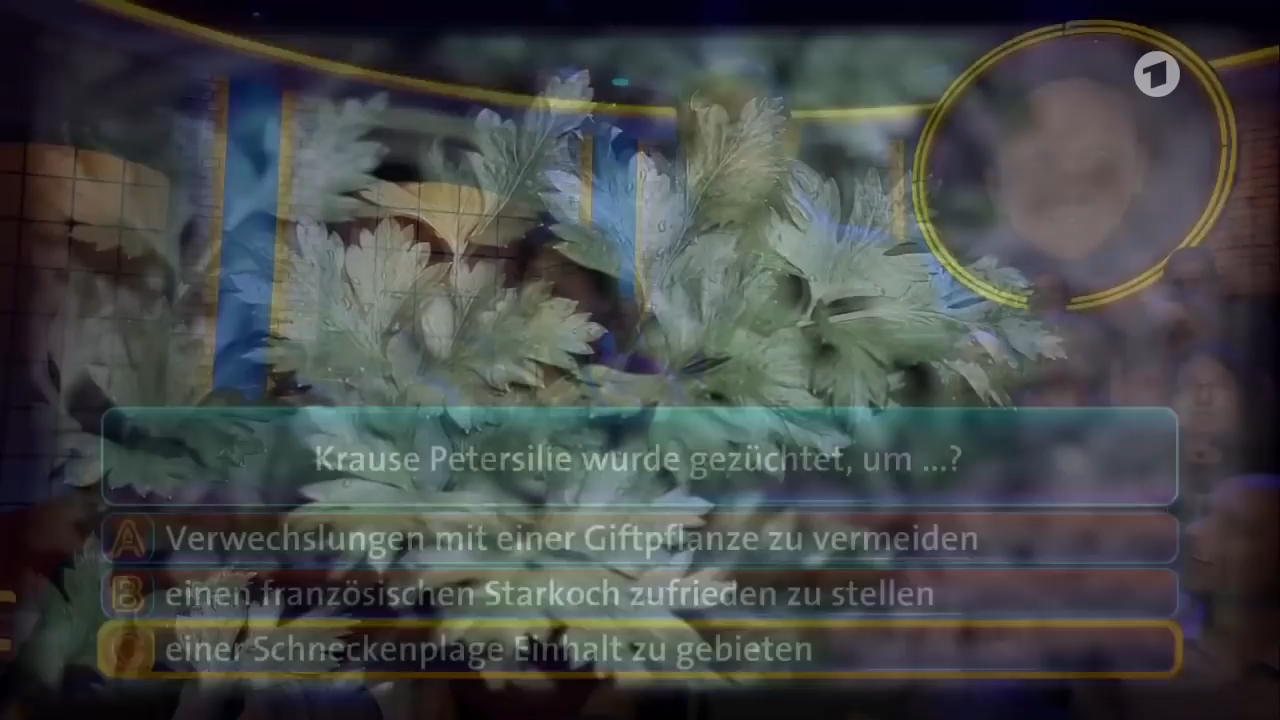 1
Krause Petersilie wurde gezüchtet, um ...?
A Verwechslungen mit einer Giftpflanze zu vermeiden
B einen französischen Starkoch zufrieden zu stellen
einer Schneckenplage Einhalt zu gebieten